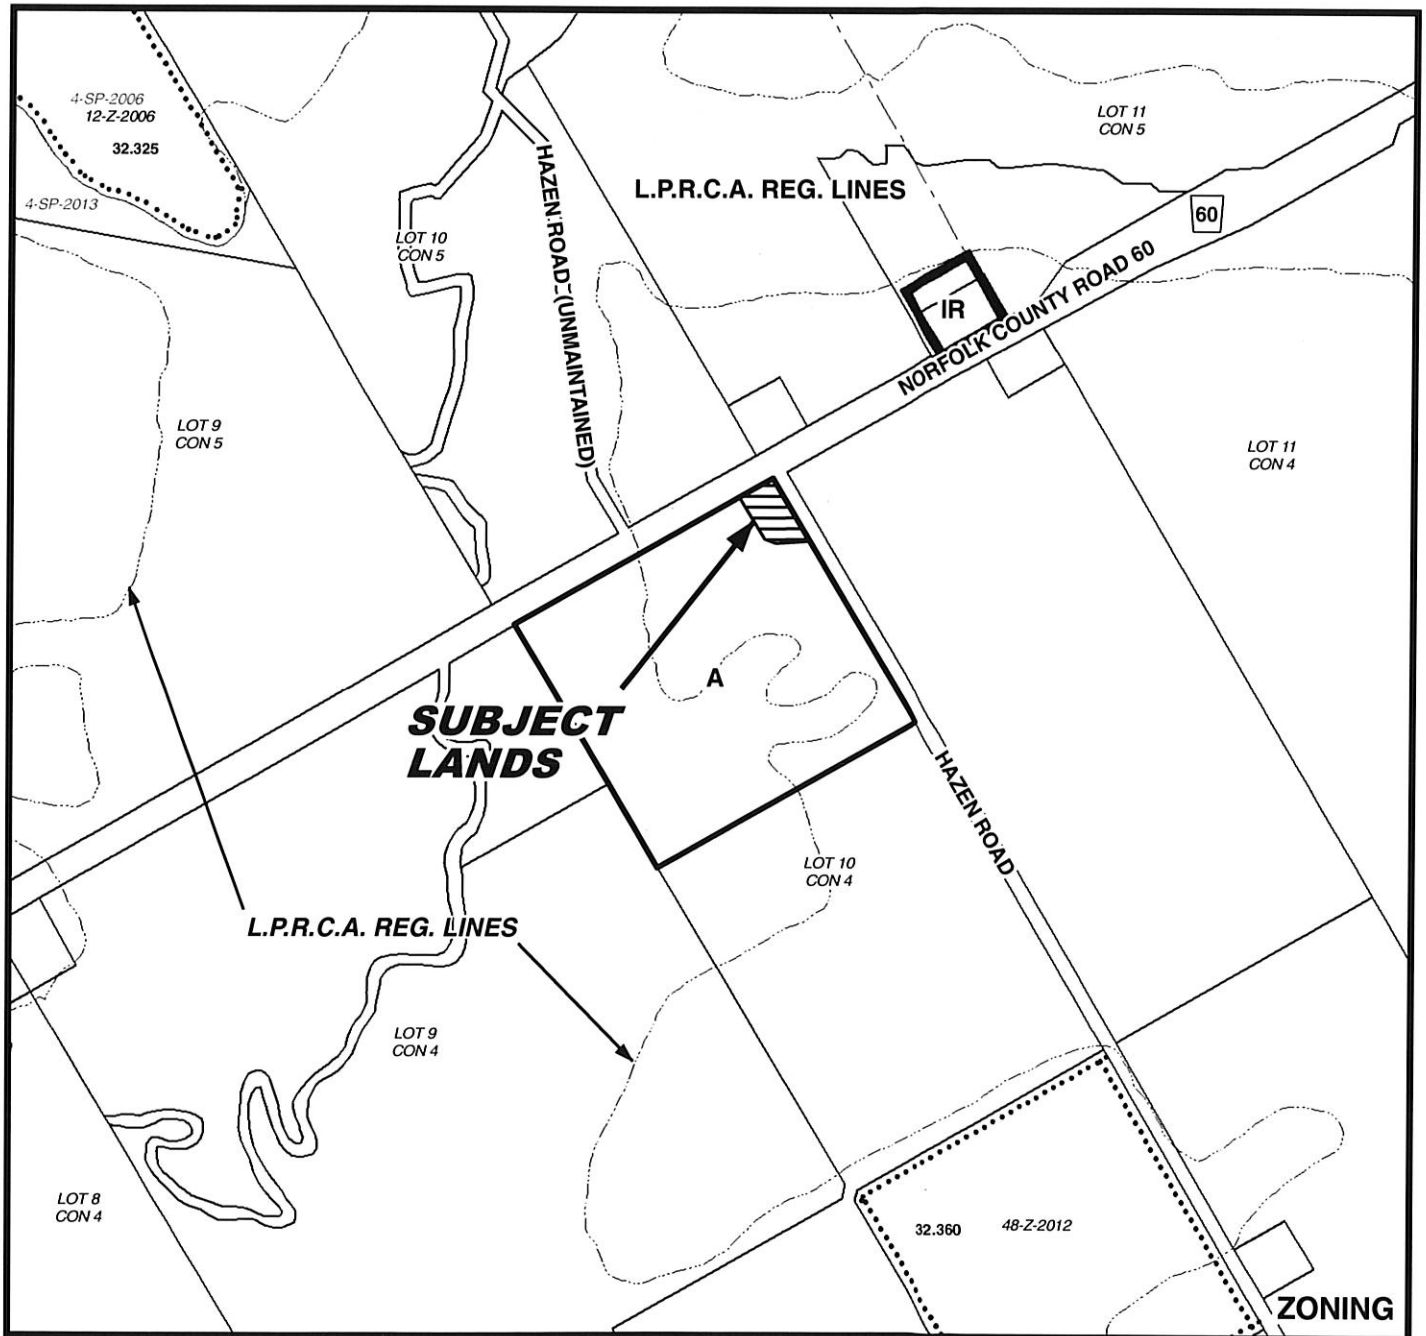 4-SP-2006
12-Z-2006
32.325
4-SP-2013
LOT 10
CON 5
HAZEN ROAD (UNMAINTAINED)
L.P.R.C.A. REG. LINES
LOT 11
CON 5
60
NORFOLK COUNTY ROAD 60
IR
LOT 9
CON 5
LOT 11
CON 4
A
SUBJECT
LANDS
HAZEN ROAD
LOT 10
CON 4
L.P.R.C.A. REG. LINES
LOT 9
CON 4
LOT 8
CON 4
32.360
48-Z-2012
ZONING